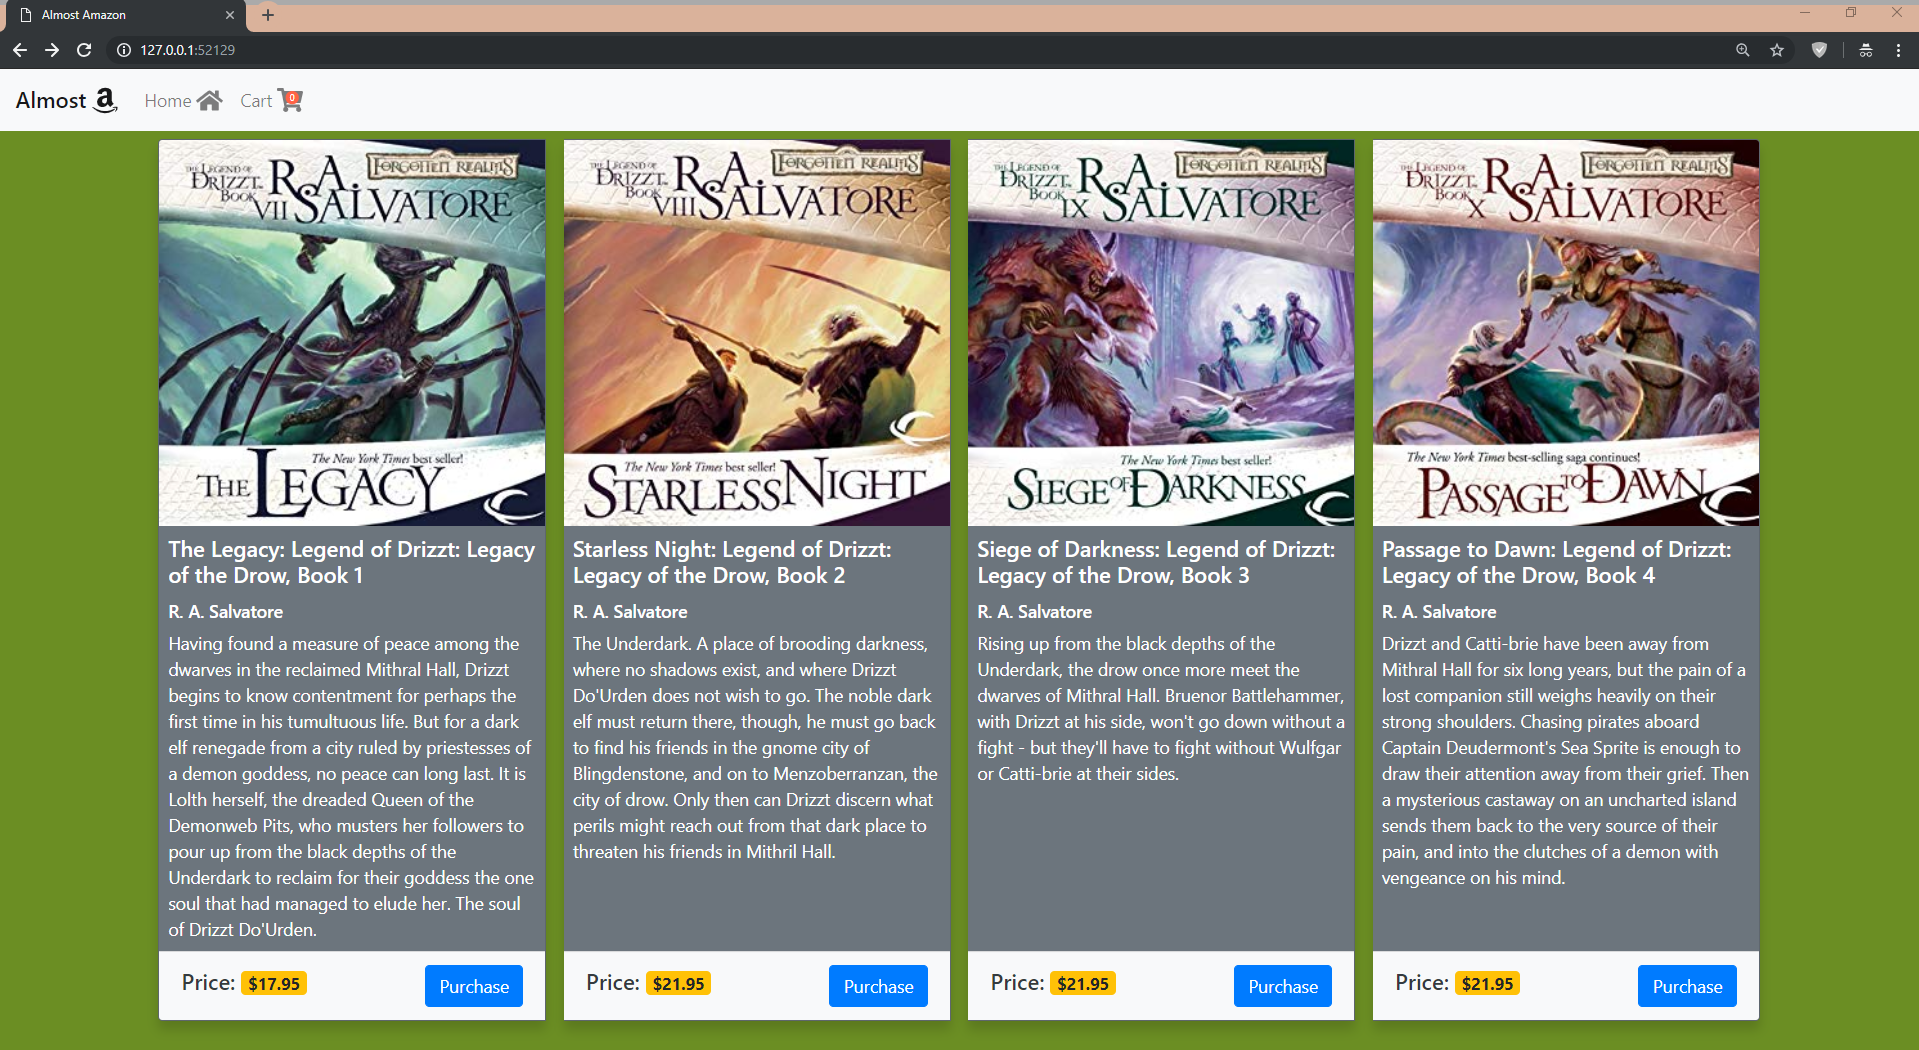 Almost Amazon
127.0.0.1:52129
Almost a
Home
Cart 0
THE LEGEND OF
DRIZZT
BOOK VII
R.A. SALVATORE
FORGOTTEN REALMS
The New York Times best seller!
THE LEGACY
THE LEGEND OF
DRIZZT
BOOK VIII
R.A. SALVATORE
FORGOTTEN REALMS
The New York Times best seller!
STARLESS NIGHT
THE LEGEND OF
DRIZZT
BOOK IX
R.A. SALVATORE
FORGOTTEN REALMS
The New York Times best seller!
SIEGE OF DARKNESS
THE LEGEND OF
DRIZZT
BOOK X
R.A. SALVATORE
FORGOTTEN REALMS
The New York Times best-selling saga continues!
PASSAGE TO DAWN
The Legacy: Legend of Drizzt: Legacy
of the Drow, Book 1
R. A. Salvatore
Having found a measure of peace among the
dwarves in the reclaimed Mithral Hall, Drizzt
begins to know contentment for perhaps the
first time in his tumultuous life. But for a dark
elf renegade from a city ruled by priestesses of
a demon goddess, no peace can long last. It is
Lolth herself, the dreaded Queen of the
Demonweb Pits, who musters her followers to
pour up from the black depths of the
Underdark to reclaim for their goddess the one
soul that had managed to elude her. The soul
of Drizzt Do'Urden.
Price: $17.95
Purchase
Starless Night: Legend of Drizzt:
Legacy of the Drow, Book 2
R. A. Salvatore
The Underdark. A place of brooding darkness,
where no shadows exist, and where Drizzt
Do'Urden does not wish to go. The noble dark
elf must return there, though, he must go back
to find his friends in the gnome city of
Blingdenstone, and on to Menzoberranzan, the
city of drow. Only then can Drizzt discern what
perils might reach out from that dark place to
threaten his friends in Mithril Hall.
Price: $21.95
Purchase
Siege of Darkness: Legend of Drizzt:
Legacy of the Drow, Book 3
R. A. Salvatore
Rising up from the black depths of the
Underdark, the drow once more meet the
dwarves of Mithral Hall. Bruenor Battlehammer,
with Drizzt at his side, won't go down without a
fight - but they'll have to fight without Wulfgar
or Catti-brie at their sides.
Price: $21.95
Purchase
Passage to Dawn: Legend of Drizzt:
Legacy of the Drow, Book 4
R. A. Salvatore
Drizzt and Catti-brie have been away from
Mithral Hall for six long years, but the pain of a
lost companion still weighs heavily on their
strong shoulders. Chasing pirates aboard
Captain Deudermont's Sea Sprite is enough to
draw their attention away from their grief. Then
a mysterious castaway on an uncharted island
sends them back to the very source of their
pain, and into the clutches of a demon with
vengeance on his mind.
Price: $21.95
Purchase